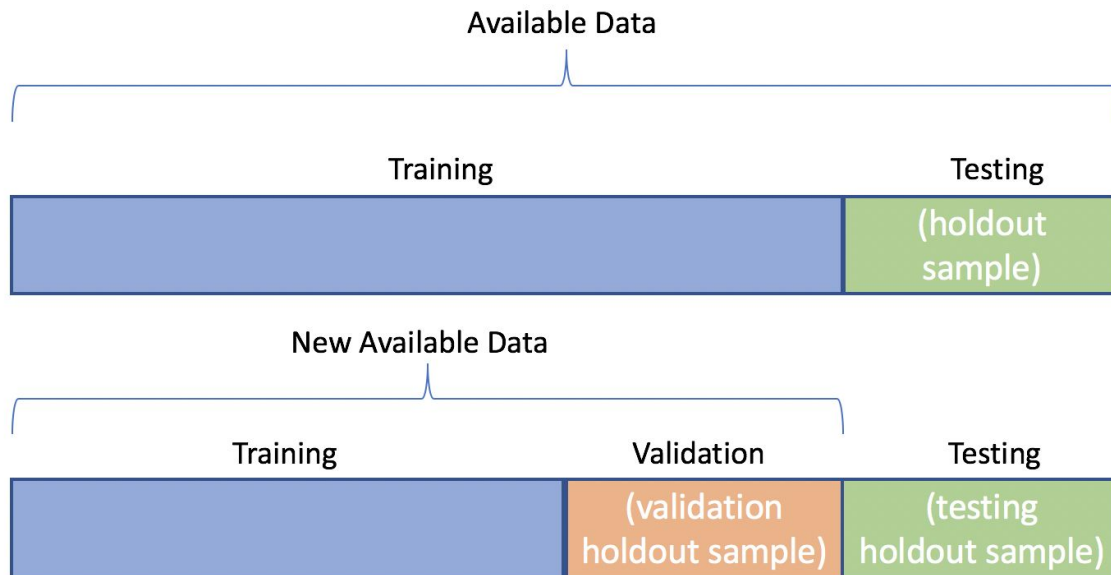 Available Data
Training Testing
(holdout
sample)
New Available Data
Training Validation Testing
(validation (testing
holdout sample) holdout sample)